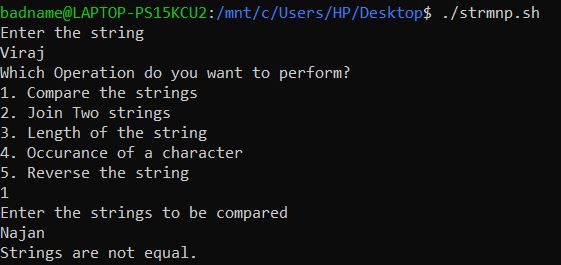 badname@LAPTOP-PS15KCU2:/mnt/c/Users/HP/Desktop$ ./strmnp.sh
Enter the string
Viraj
Which Operation do you want to perform?
1. Compare the strings
2. Join Two strings
3. Length of the string
4. Occurance of a character
5. Reverse the string
1
Enter the strings to be compared
Najan
Strings are not equal.